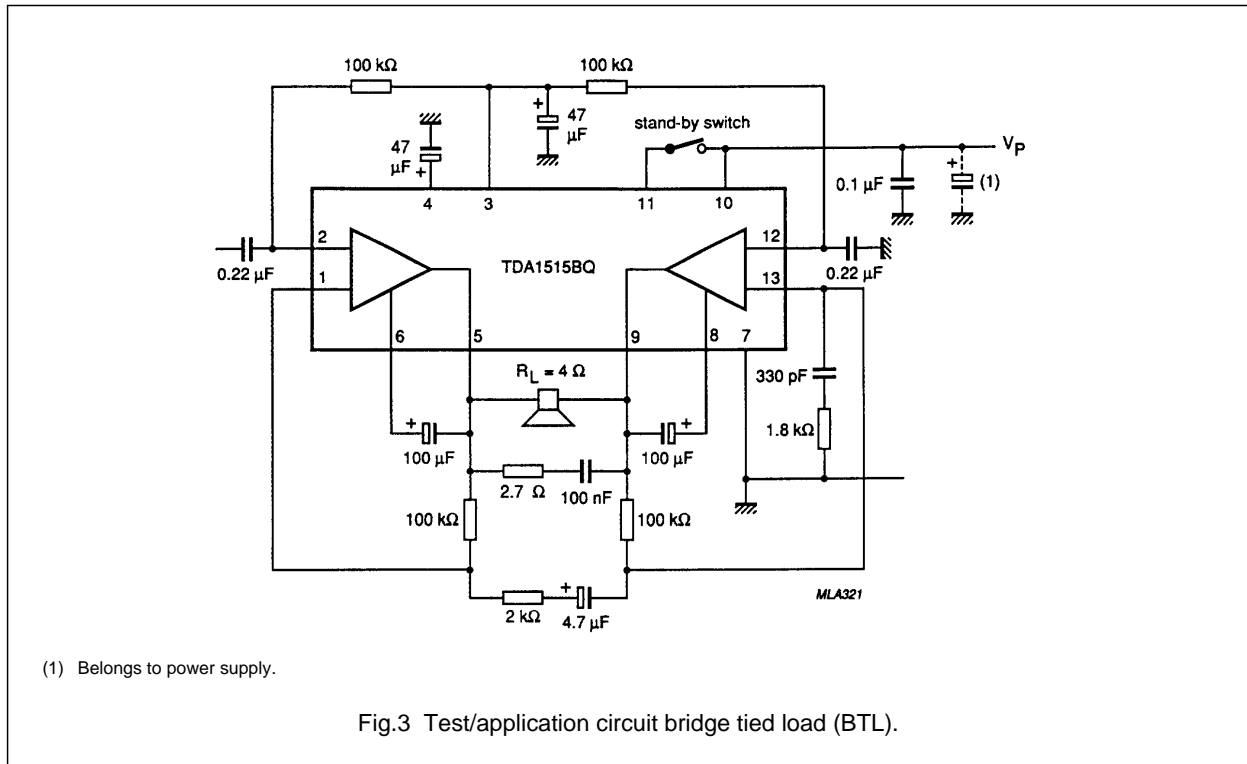 100 kΩ
100 kΩ
+
47
μF
47
μF
+
stand-by switch
VP
0.1 μF
+
(1)
4
3
11
10
2
0.22 μF
1
TDA1515BQ
12
0.22 μF
13
6
5
9
8
7
RL = 4 Ω
330 pF
1.8 kΩ
+
100 μF
+
100 μF
2.7 Ω
100 nF
100 kΩ
100 kΩ
+
2 kΩ
4.7 μF
MLA321
(1) Belongs to power supply.
Fig.3 Test/application circuit bridge tied load (BTL).